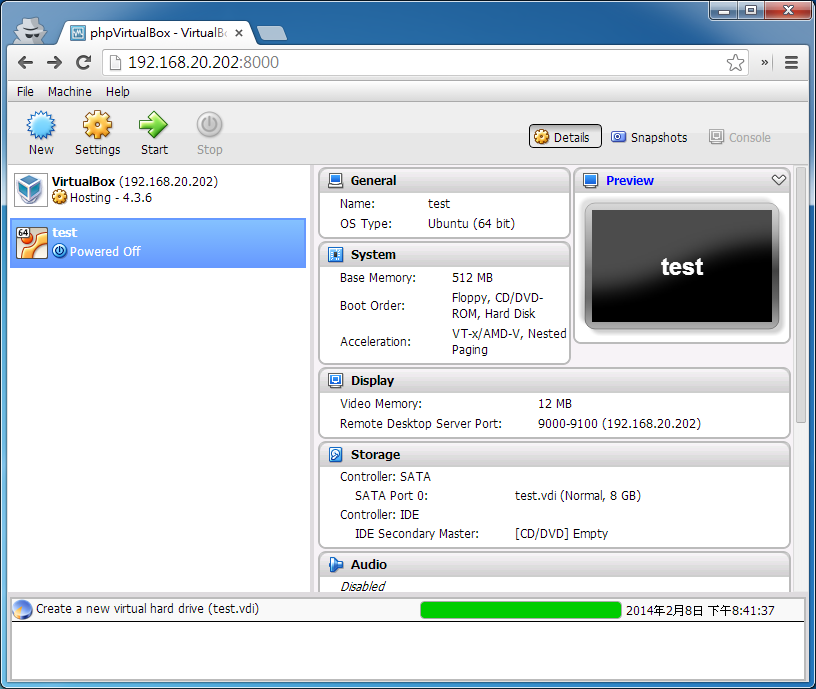 phpVirtualBox - VirtualB
192.168.20.202:8000
File Machine Help
New Settings Start Stop
Details Snapshots Console
VirtualBox (192.168.20.202)
Hosting - 4.3.6
64
test
Powered Off
General
Name: test
OS Type: Ubuntu (64 bit)
Preview
test
System
Base Memory: 512 MB
Boot Order: Floppy, CD/DVD-
ROM, Hard Disk
Acceleration: VT-x/AMD-V, Nested
Paging
Display
Video Memory: 12 MB
Remote Desktop Server Port: 9000-9100 (192.168.20.202)
Storage
Controller: SATA
SATA Port 0: test.vdi (Normal, 8 GB)
Controller: IDE
IDE Secondary Master: [CD/DVD] Empty
Audio
Disabled
Create a new virtual hard drive (test.vdi) 2014年2月8日 下午8:41:37